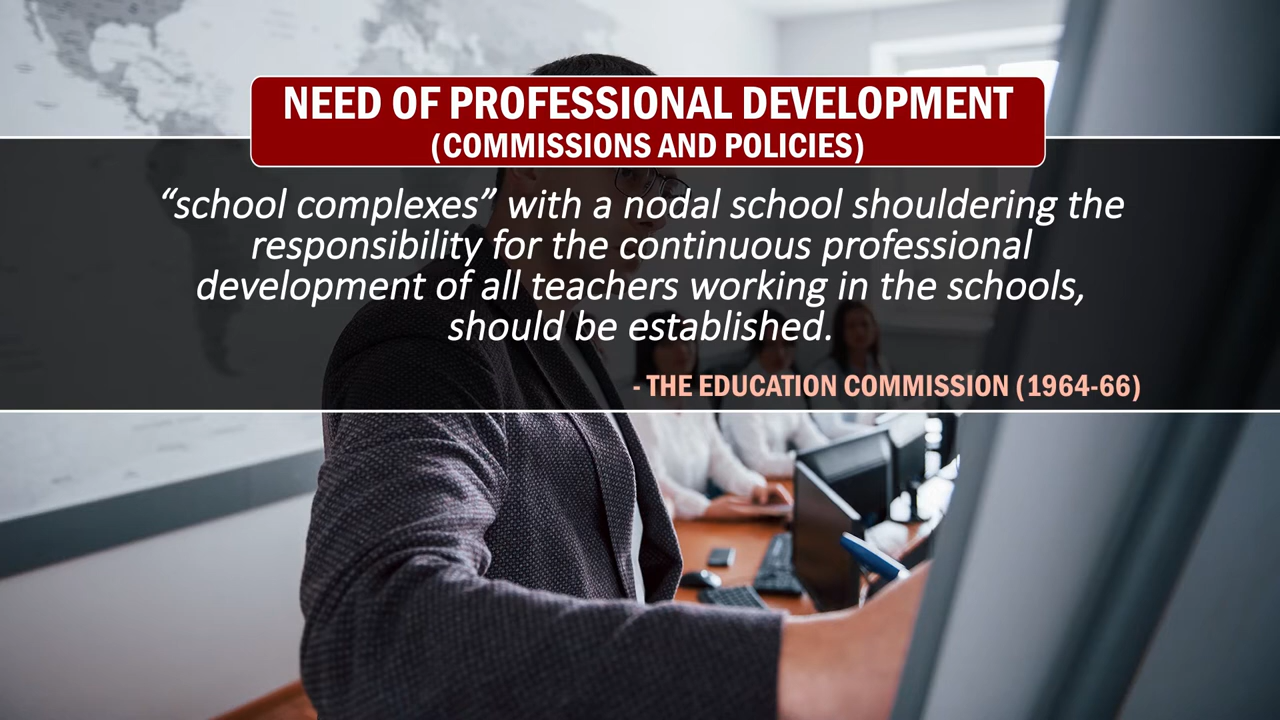 NEED OF PROFESSIONAL DEVELOPMENT
(COMMISSIONS AND POLICIES)
“school complexes” with a nodal school shouldering the
responsibility for the continuous professional
development of all teachers working in the schools,
should be established.
- THE EDUCATION COMMISSION (1964-66)